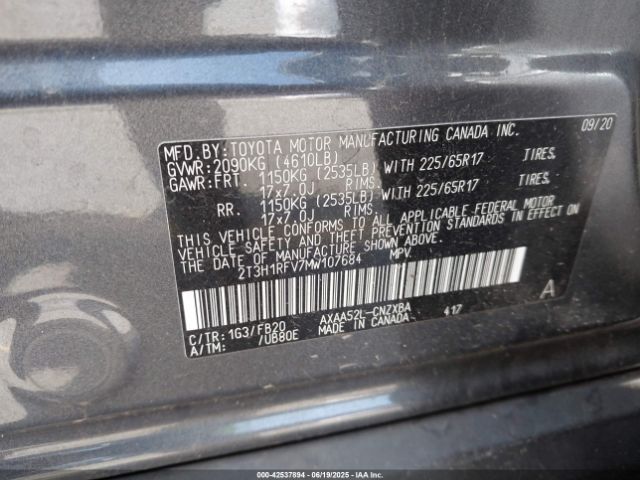 MFD. BY: TOYOTA MOTOR MANUFACTURING CANADA INC. 09/20
GVWR: 2090KG (4610LB)
GAWR: FRT. 1150KG (2535LB) WITH 225/65R17 TIRES.
17x7.0J RIMS.
RR. 1150KG (2535LB) WITH 225/65R17 TIRES.
17x7.0J RIMS.
THIS VEHICLE CONFORMS TO ALL APPLICABLE FEDERAL MOTOR
VEHICLE SAFETY AND THEFT PREVENTION STANDARDS IN EFFECT ON
THE DATE OF MANUFACTURE SHOWN ABOVE.
2T3H1RFV7MW107684 MPV.
A
C/TR: 1G3/FB20 AXAA52L-CNZXBA 417
A/TM: /UB80E MADE IN CANADA
000-42537894 06/19/2025 - IAA Inc.